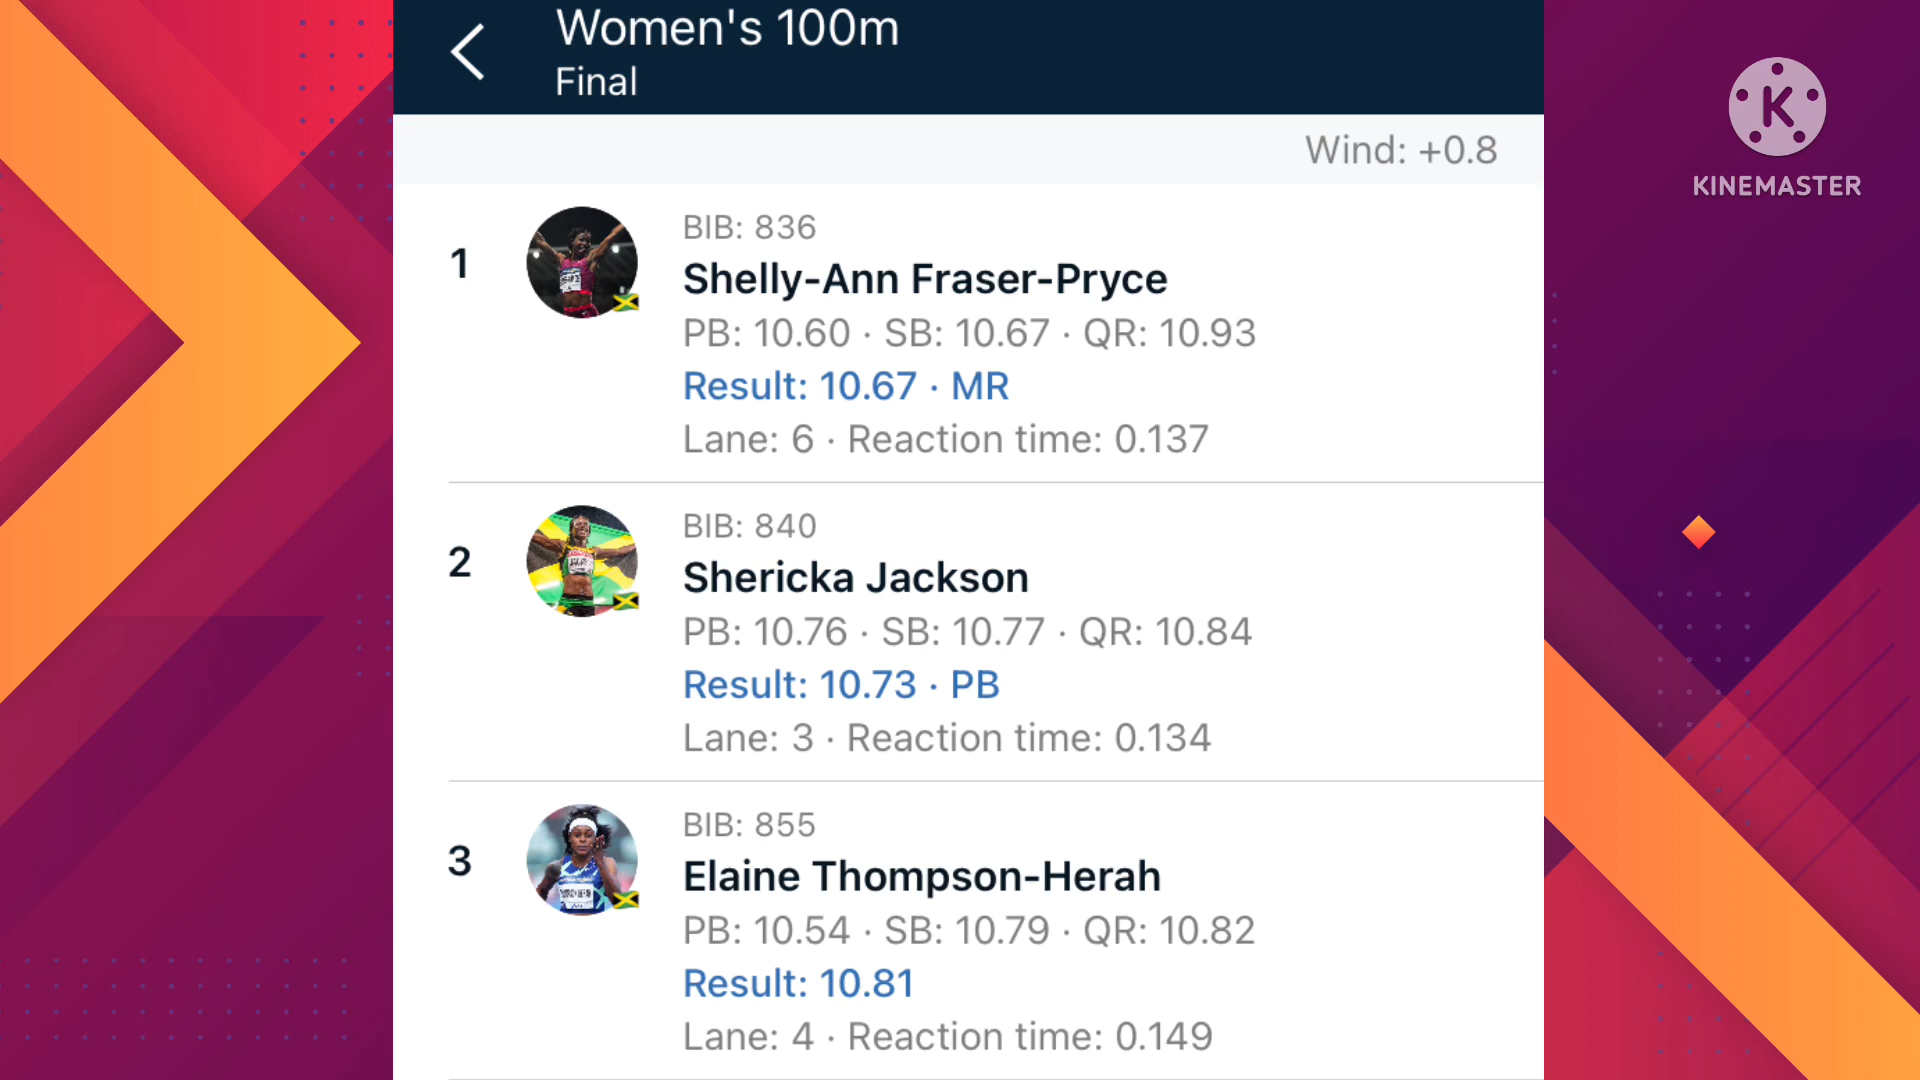 Women's 100m
Final
Wind: +0.8
K
KINEMASTER
1
BIB: 836
Shelly-Ann Fraser-Pryce
PB: 10.60 · SB: 10.67 · QR: 10.93
Result: 10.67 · MR
Lane: 6 · Reaction time: 0.137
2
BIB: 840
Shericka Jackson
PB: 10.76 · SB: 10.77 · QR: 10.84
Result: 10.73 · PB
Lane: 3 · Reaction time: 0.134
3
BIB: 855
Elaine Thompson-Herah
PB: 10.54 · SB: 10.79 · QR: 10.82
Result: 10.81
Lane: 4 · Reaction time: 0.149